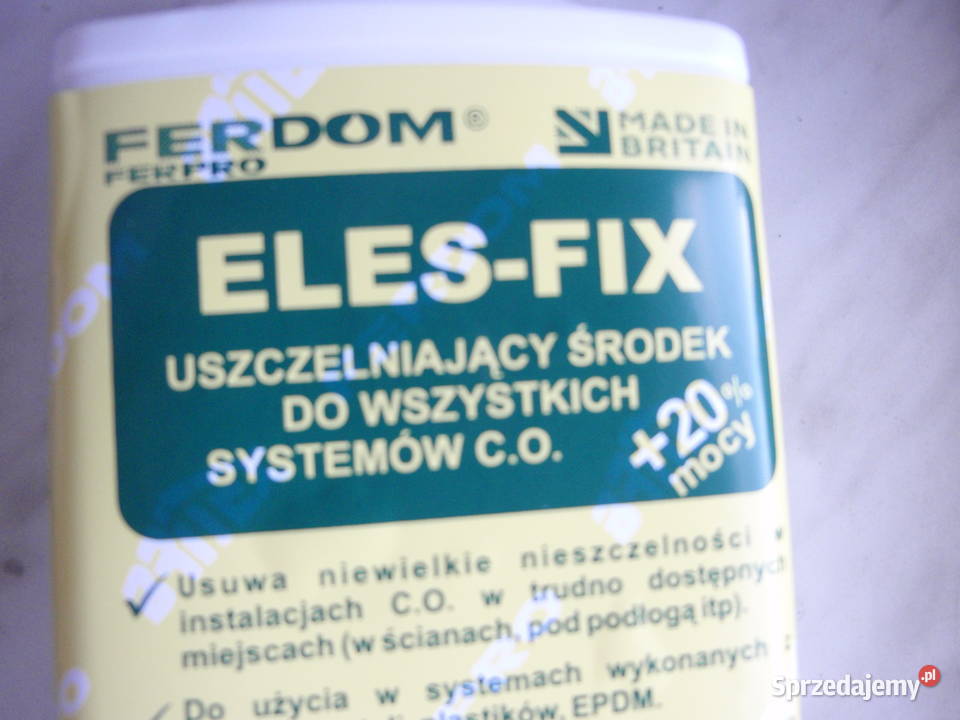 FERDOM®
FERPRO
MADE IN
BRITAIN
ELES-FIX
USZCZELNIAJĄCY ŚRODEK
DO WSZYSTKICH
SYSTEMÓW C.O.
+20%
mocy
Usuwa niewielkie nieszczelności w
instalacjach C.O. w trudno dostępnych
miejscach (w ścianach, pod podłogą itp).
Do użycia w systemach wykonanych z
plastików, EPDM.
Sprzedajemy.pl